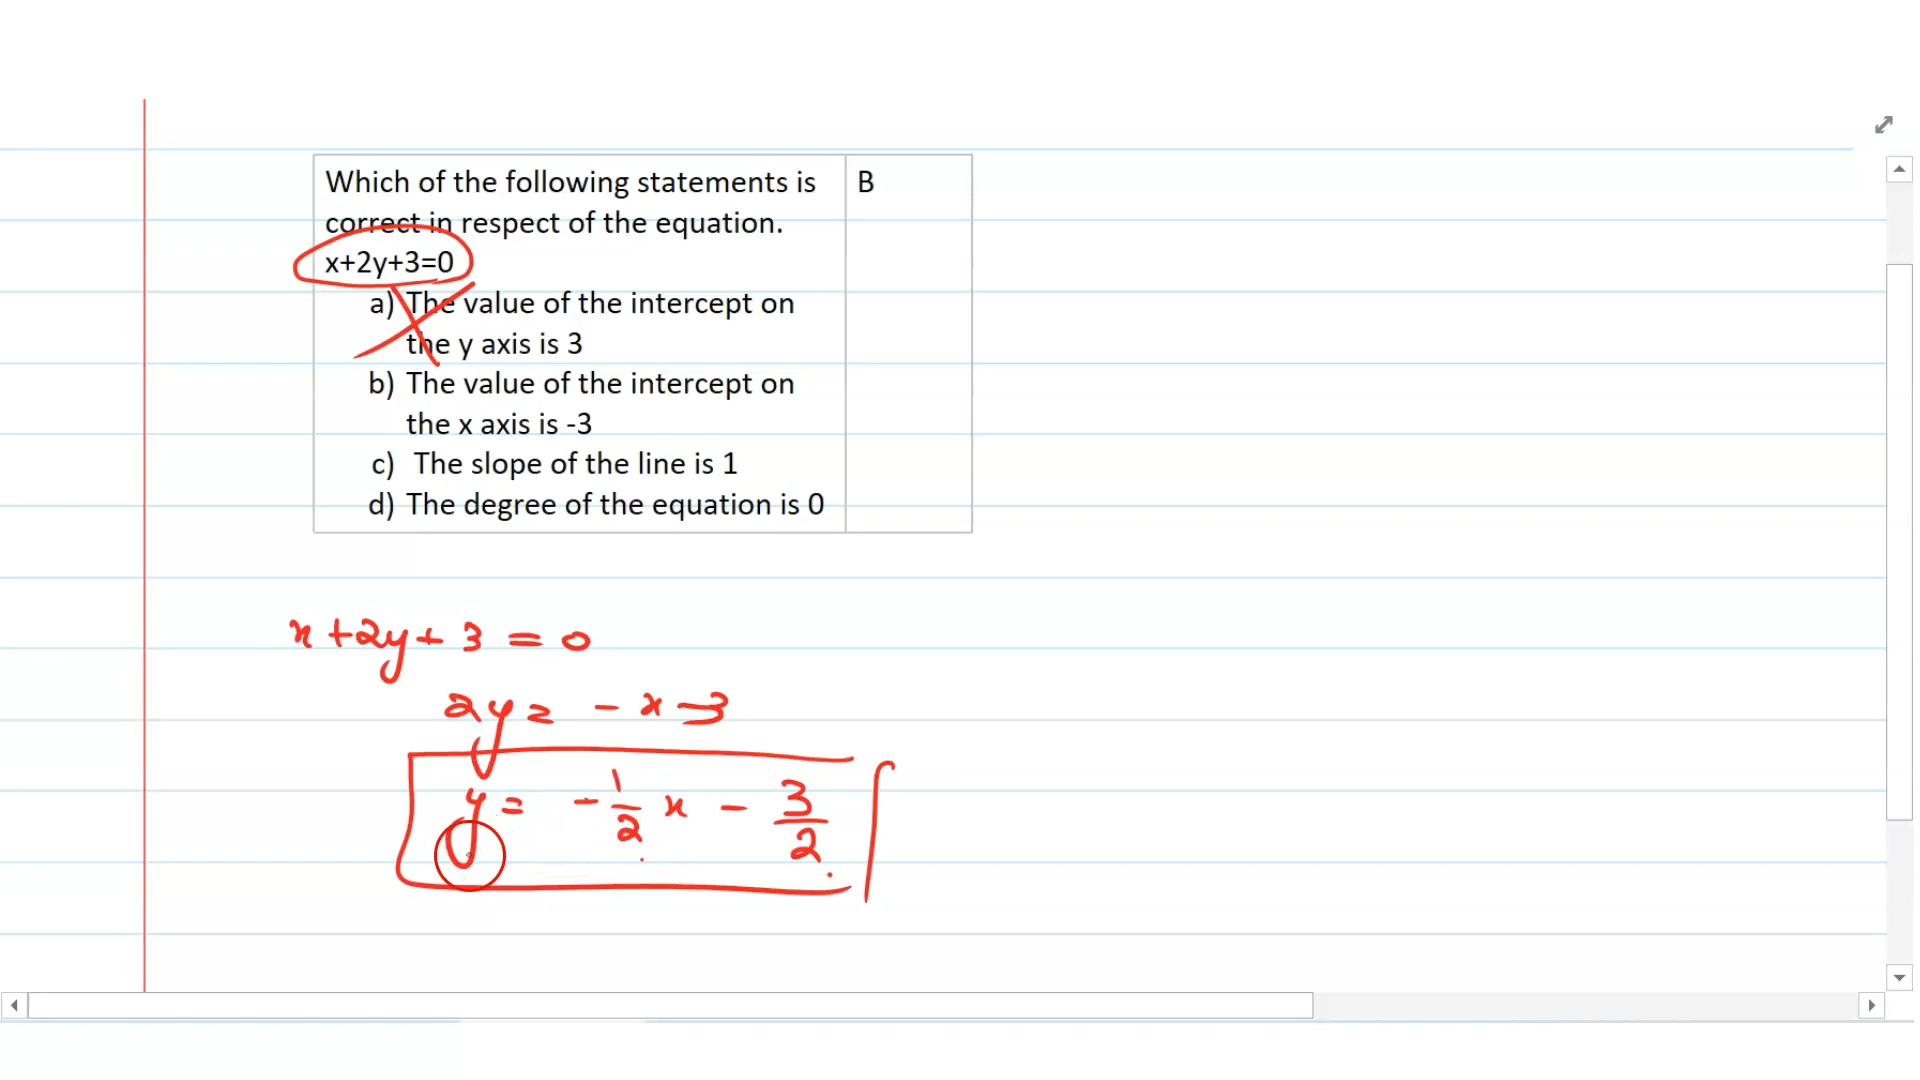 Which of the following statements is
B
correct in respect of the equation.
x+2y+3=0
a) The value of the intercept on
the y axis is 3
b) The value of the intercept on
the x axis is -3
c) The slope of the line is 1
d) The degree of the equation is 0
x + 2y + 3 = 0
2y = - x - 3
y = - 1/2 x - 3/2